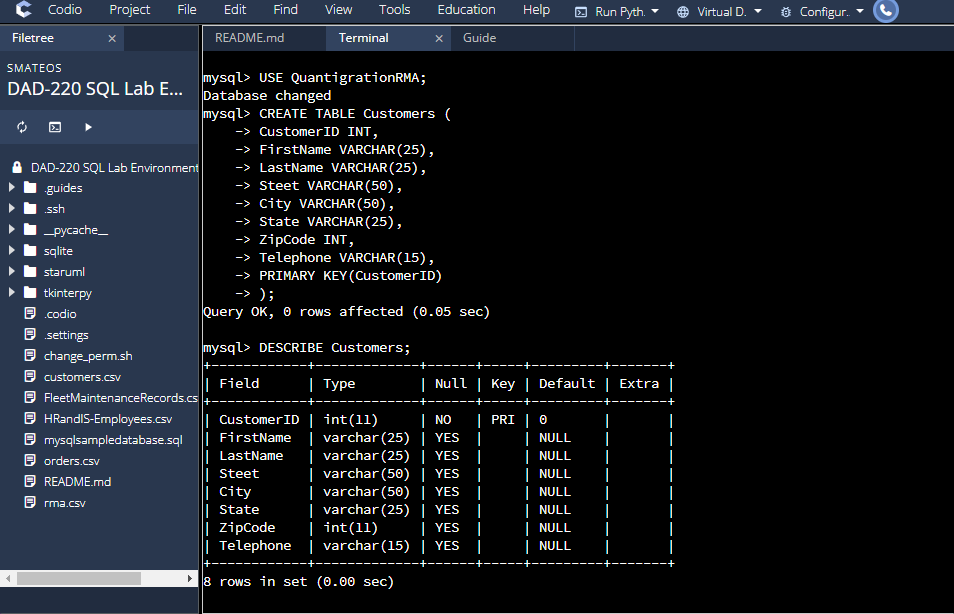 Codio Project File Edit Find View Tools Education Help Run Pyth. Virtual D. Configur.
Filetree × README.md Terminal × Guide
SMATEOS
DAD-220 SQL Lab E...
DAD-220 SQL Lab Environment
.guides
.ssh
__pycache__
sqlite
staruml
tkinterpy
.codio
.settings
change_perm.sh
customers.csv
FleetMaintenanceRecords.cs
HRandIS-Employees.csv
mysqlsampledatabase.sql
orders.csv
README.md
rma.csv
mysql> USE QuantigrationRMA;
Database changed
mysql> CREATE TABLE Customers (
    -> CustomerID INT,
    -> FirstName VARCHAR(25),
    -> LastName VARCHAR(25),
    -> Steet VARCHAR(50),
    -> City VARCHAR(50),
    -> State VARCHAR(25),
    -> ZipCode INT,
    -> Telephone VARCHAR(15),
    -> PRIMARY KEY(CustomerID)
    -> );
Query OK, 0 rows affected (0.05 sec)
mysql> DESCRIBE Customers;
+------------+-------------+------+-----+---------+-------+
| Field      | Type        | Null | Key | Default | Extra |
+------------+-------------+------+-----+---------+-------+
| CustomerID | int(11)     | NO   | PRI | 0       |       |
| FirstName  | varchar(25) | YES  |     | NULL    |       |
| LastName   | varchar(25) | YES  |     | NULL    |       |
| Steet      | varchar(50) | YES  |     | NULL    |       |
| City       | varchar(50) | YES  |     | NULL    |       |
| State      | varchar(25) | YES  |     | NULL    |       |
| ZipCode    | int(11)     | YES  |     | NULL    |       |
| Telephone  | varchar(15) | YES  |     | NULL    |       |
+------------+-------------+------+-----+---------+-------+
8 rows in set (0.00 sec)